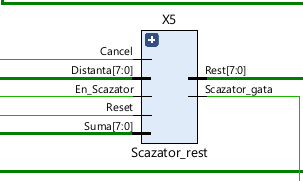 X5
Cancel
Distanta[7:0]
Rest[7:0]
En_Scazator
Scazator_gata
Reset
Suma[7:0]
Scazator_rest